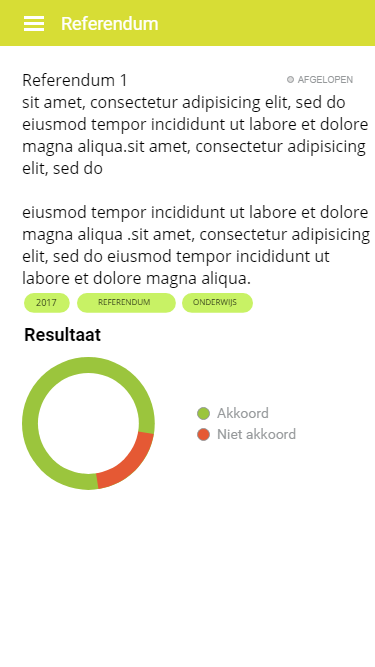 Referendum
Referendum 1
AFGELOPEN
sit amet, consectetur adipisicing elit, sed do
eiusmod tempor incididunt ut labore et dolore
magna aliqua.sit amet, consectetur adipisicing
elit, sed do
eiusmod tempor incididunt ut labore et dolore
magna aliqua .sit amet, consectetur adipisicing
elit, sed do eiusmod tempor incididunt ut
labore et dolore magna aliqua.
2017 REFERENDUM ONDERWIJS
Resultaat
Akkoord
Niet akkoord